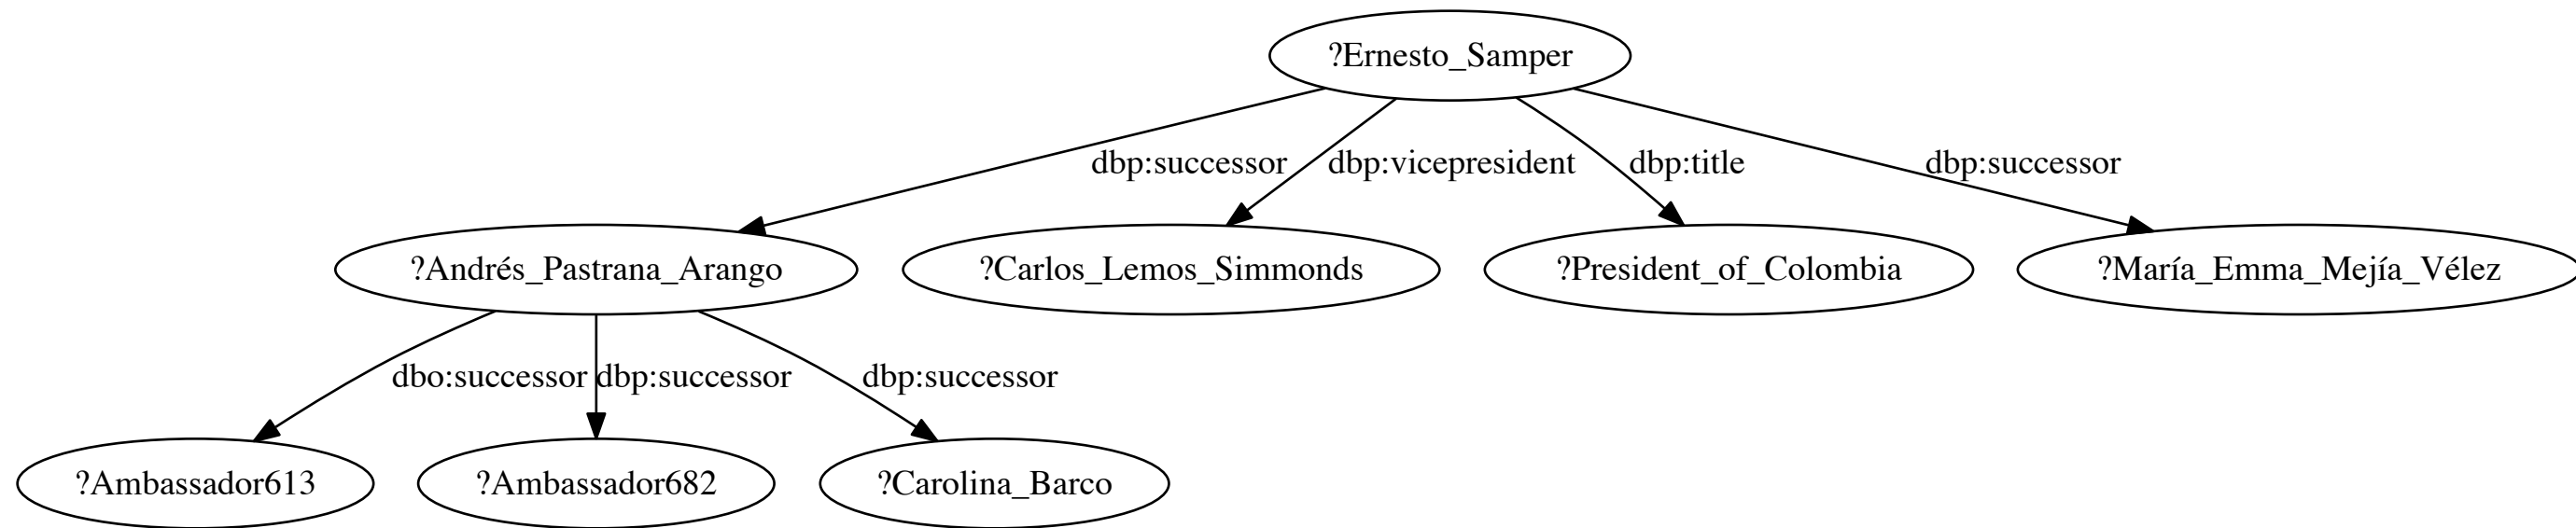 ?Ernesto_Samper
dbp:successor
dbp:vicepresident
dbp:title
dbp:successor
?Andrés_Pastrana_Arango
?Carlos_Lemos_Simmonds
?President_of_Colombia
?María_Emma_Mejía_Vélez
dbo:successor
dbp:successor
dbp:successor
?Ambassador613
?Ambassador682
?Carolina_Barco